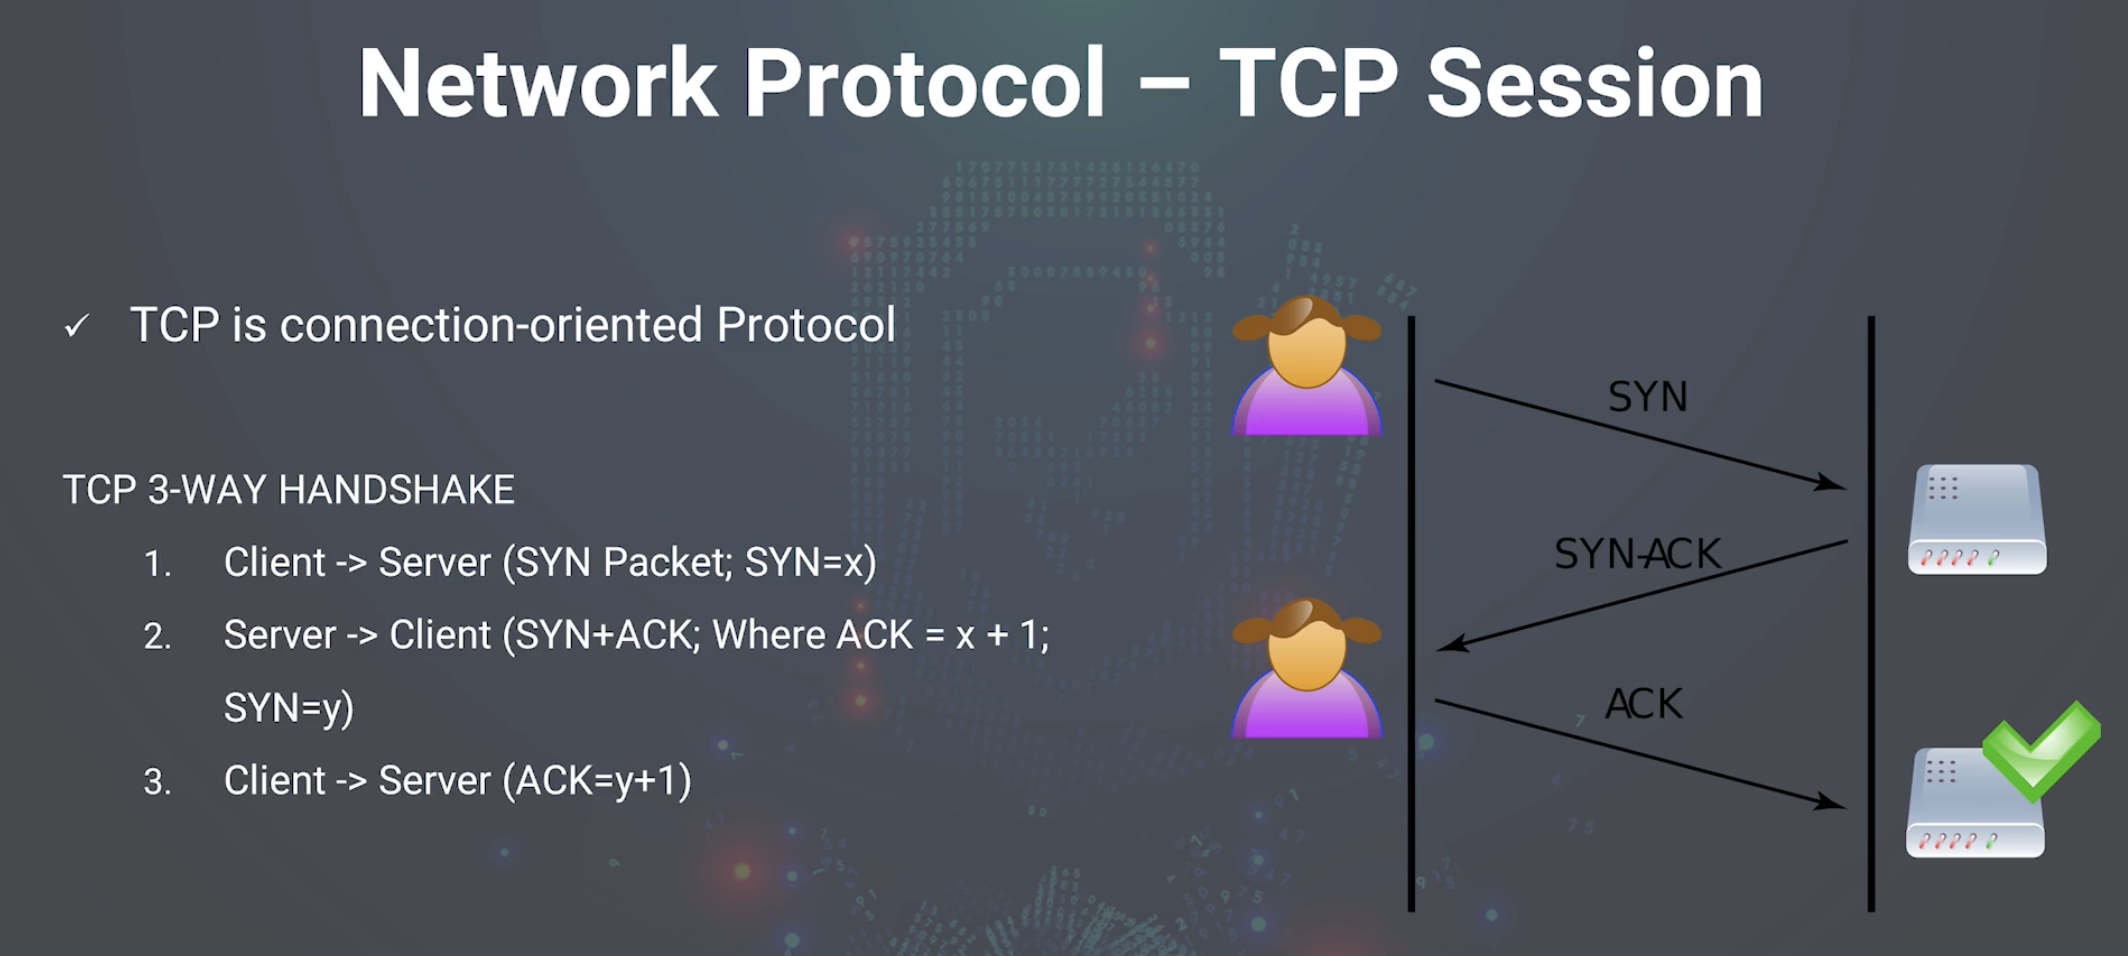 Network Protocol – TCP Session
✓ TCP is connection-oriented Protocol
TCP 3-WAY HANDSHAKE
1. Client -> Server (SYN Packet; SYN=x)
2. Server -> Client (SYN+ACK; Where ACK = x + 1;
SYN=y)
3. Client -> Server (ACK=y+1)
SYN
SYN-ACK
ACK